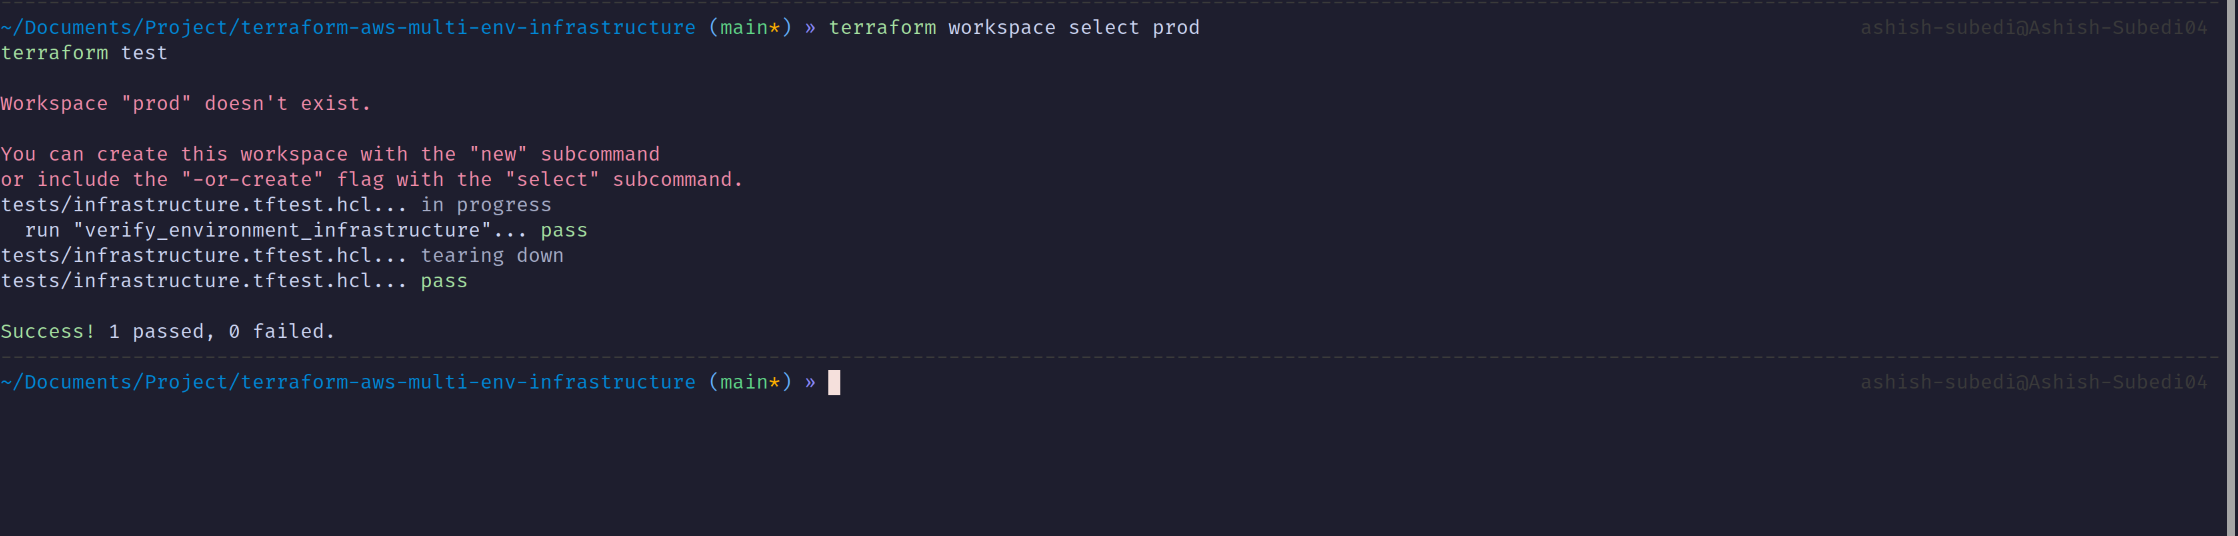 ~/Documents/Project/terraform-aws-multi-env-infrastructure (main*) » terraform workspace select prod ashish-subedi@Ashish-Subedi04
terraform test
Workspace "prod" doesn't exist.
You can create this workspace with the "new" subcommand
or include the "-or-create" flag with the "select" subcommand.
tests/infrastructure.tftest.hcl... in progress
  run "verify_environment_infrastructure"... pass
tests/infrastructure.tftest.hcl... tearing down
tests/infrastructure.tftest.hcl... pass
Success! 1 passed, 0 failed.
~/Documents/Project/terraform-aws-multi-env-infrastructure (main*) » ashish-subedi@Ashish-Subedi04